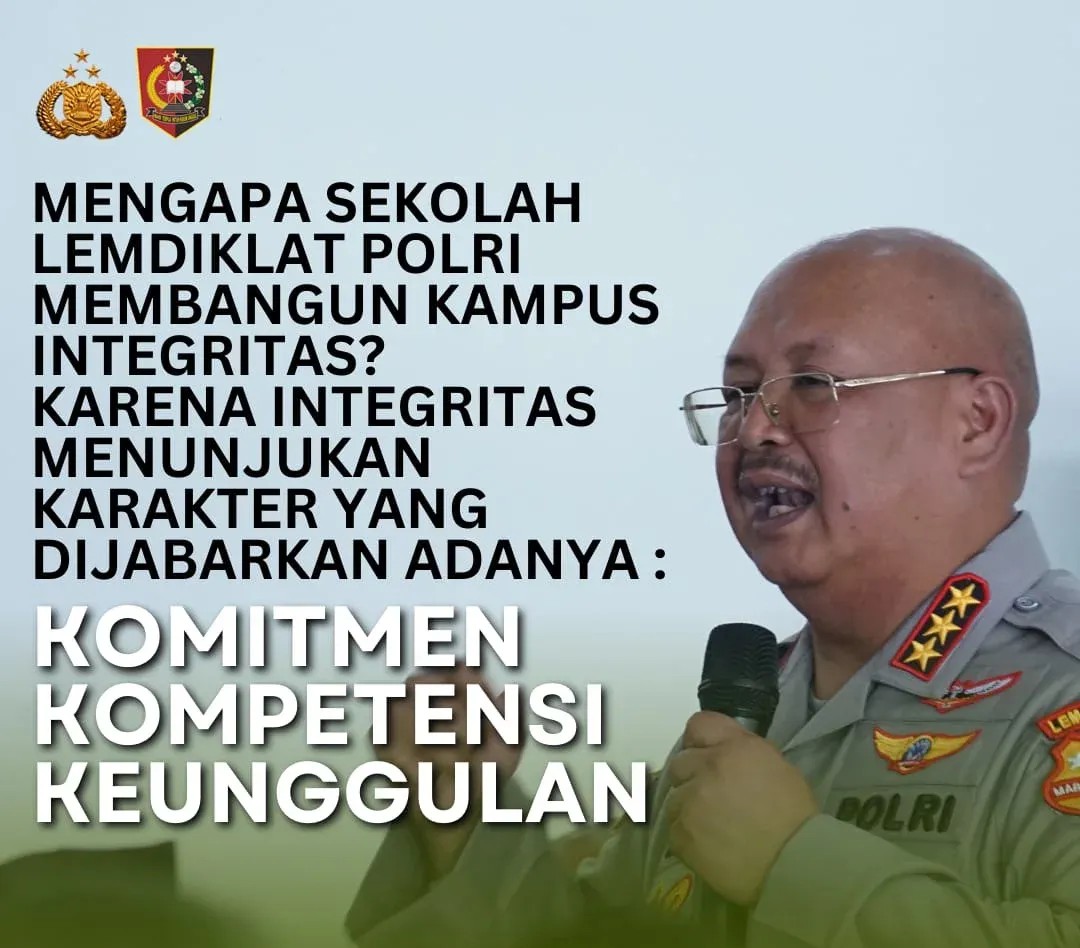 MENGAPA SEKOLAH
LEMDIKLAT POLRI
MEMBANGUN KAMPUS
INTEGRITAS?
KARENA INTEGRITAS
MENUNJUKAN
KARAKTER YANG
DIJABARKAN ADANYA :
KOMITMEN
KOMPETENSI
KEUNGGULAN
POLRI